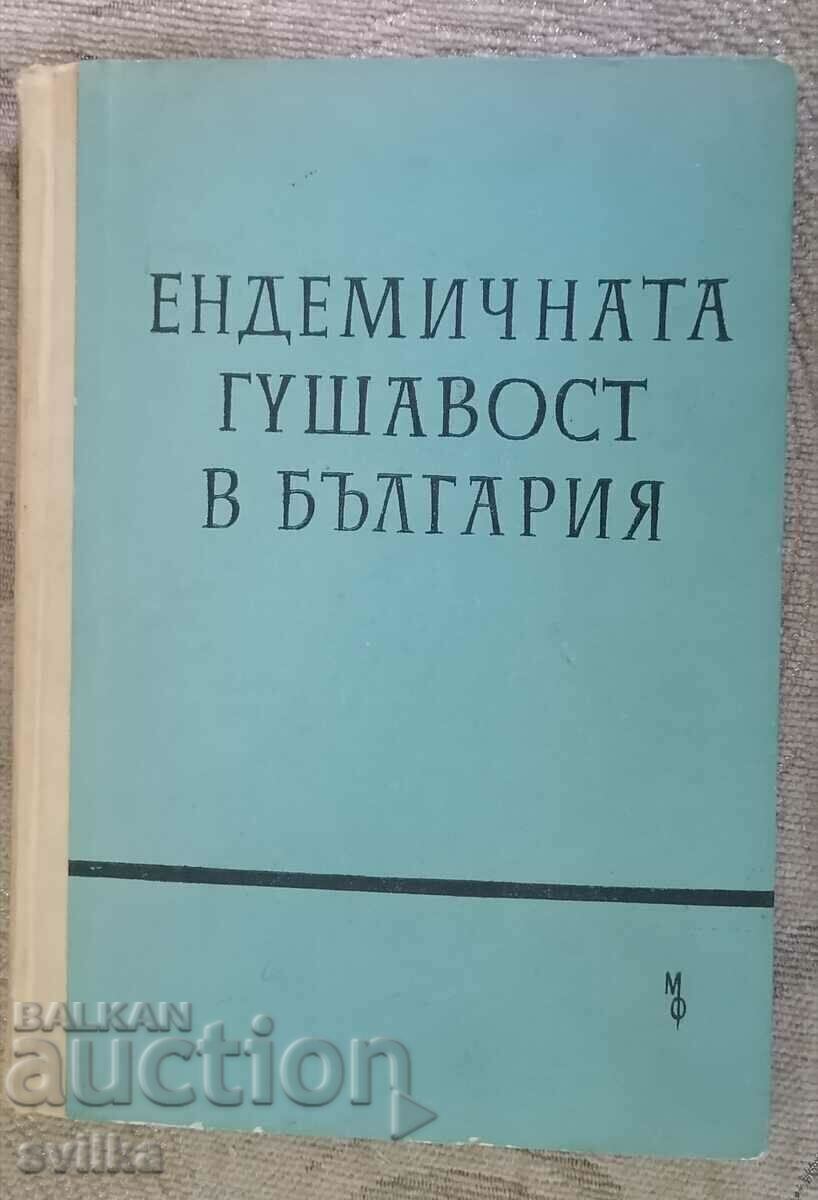 ЕНДЕМИЧНАТА
ГУШАВОСТ
В БЪЛГАРИЯ
МФ
BALKAN
auction
svilka